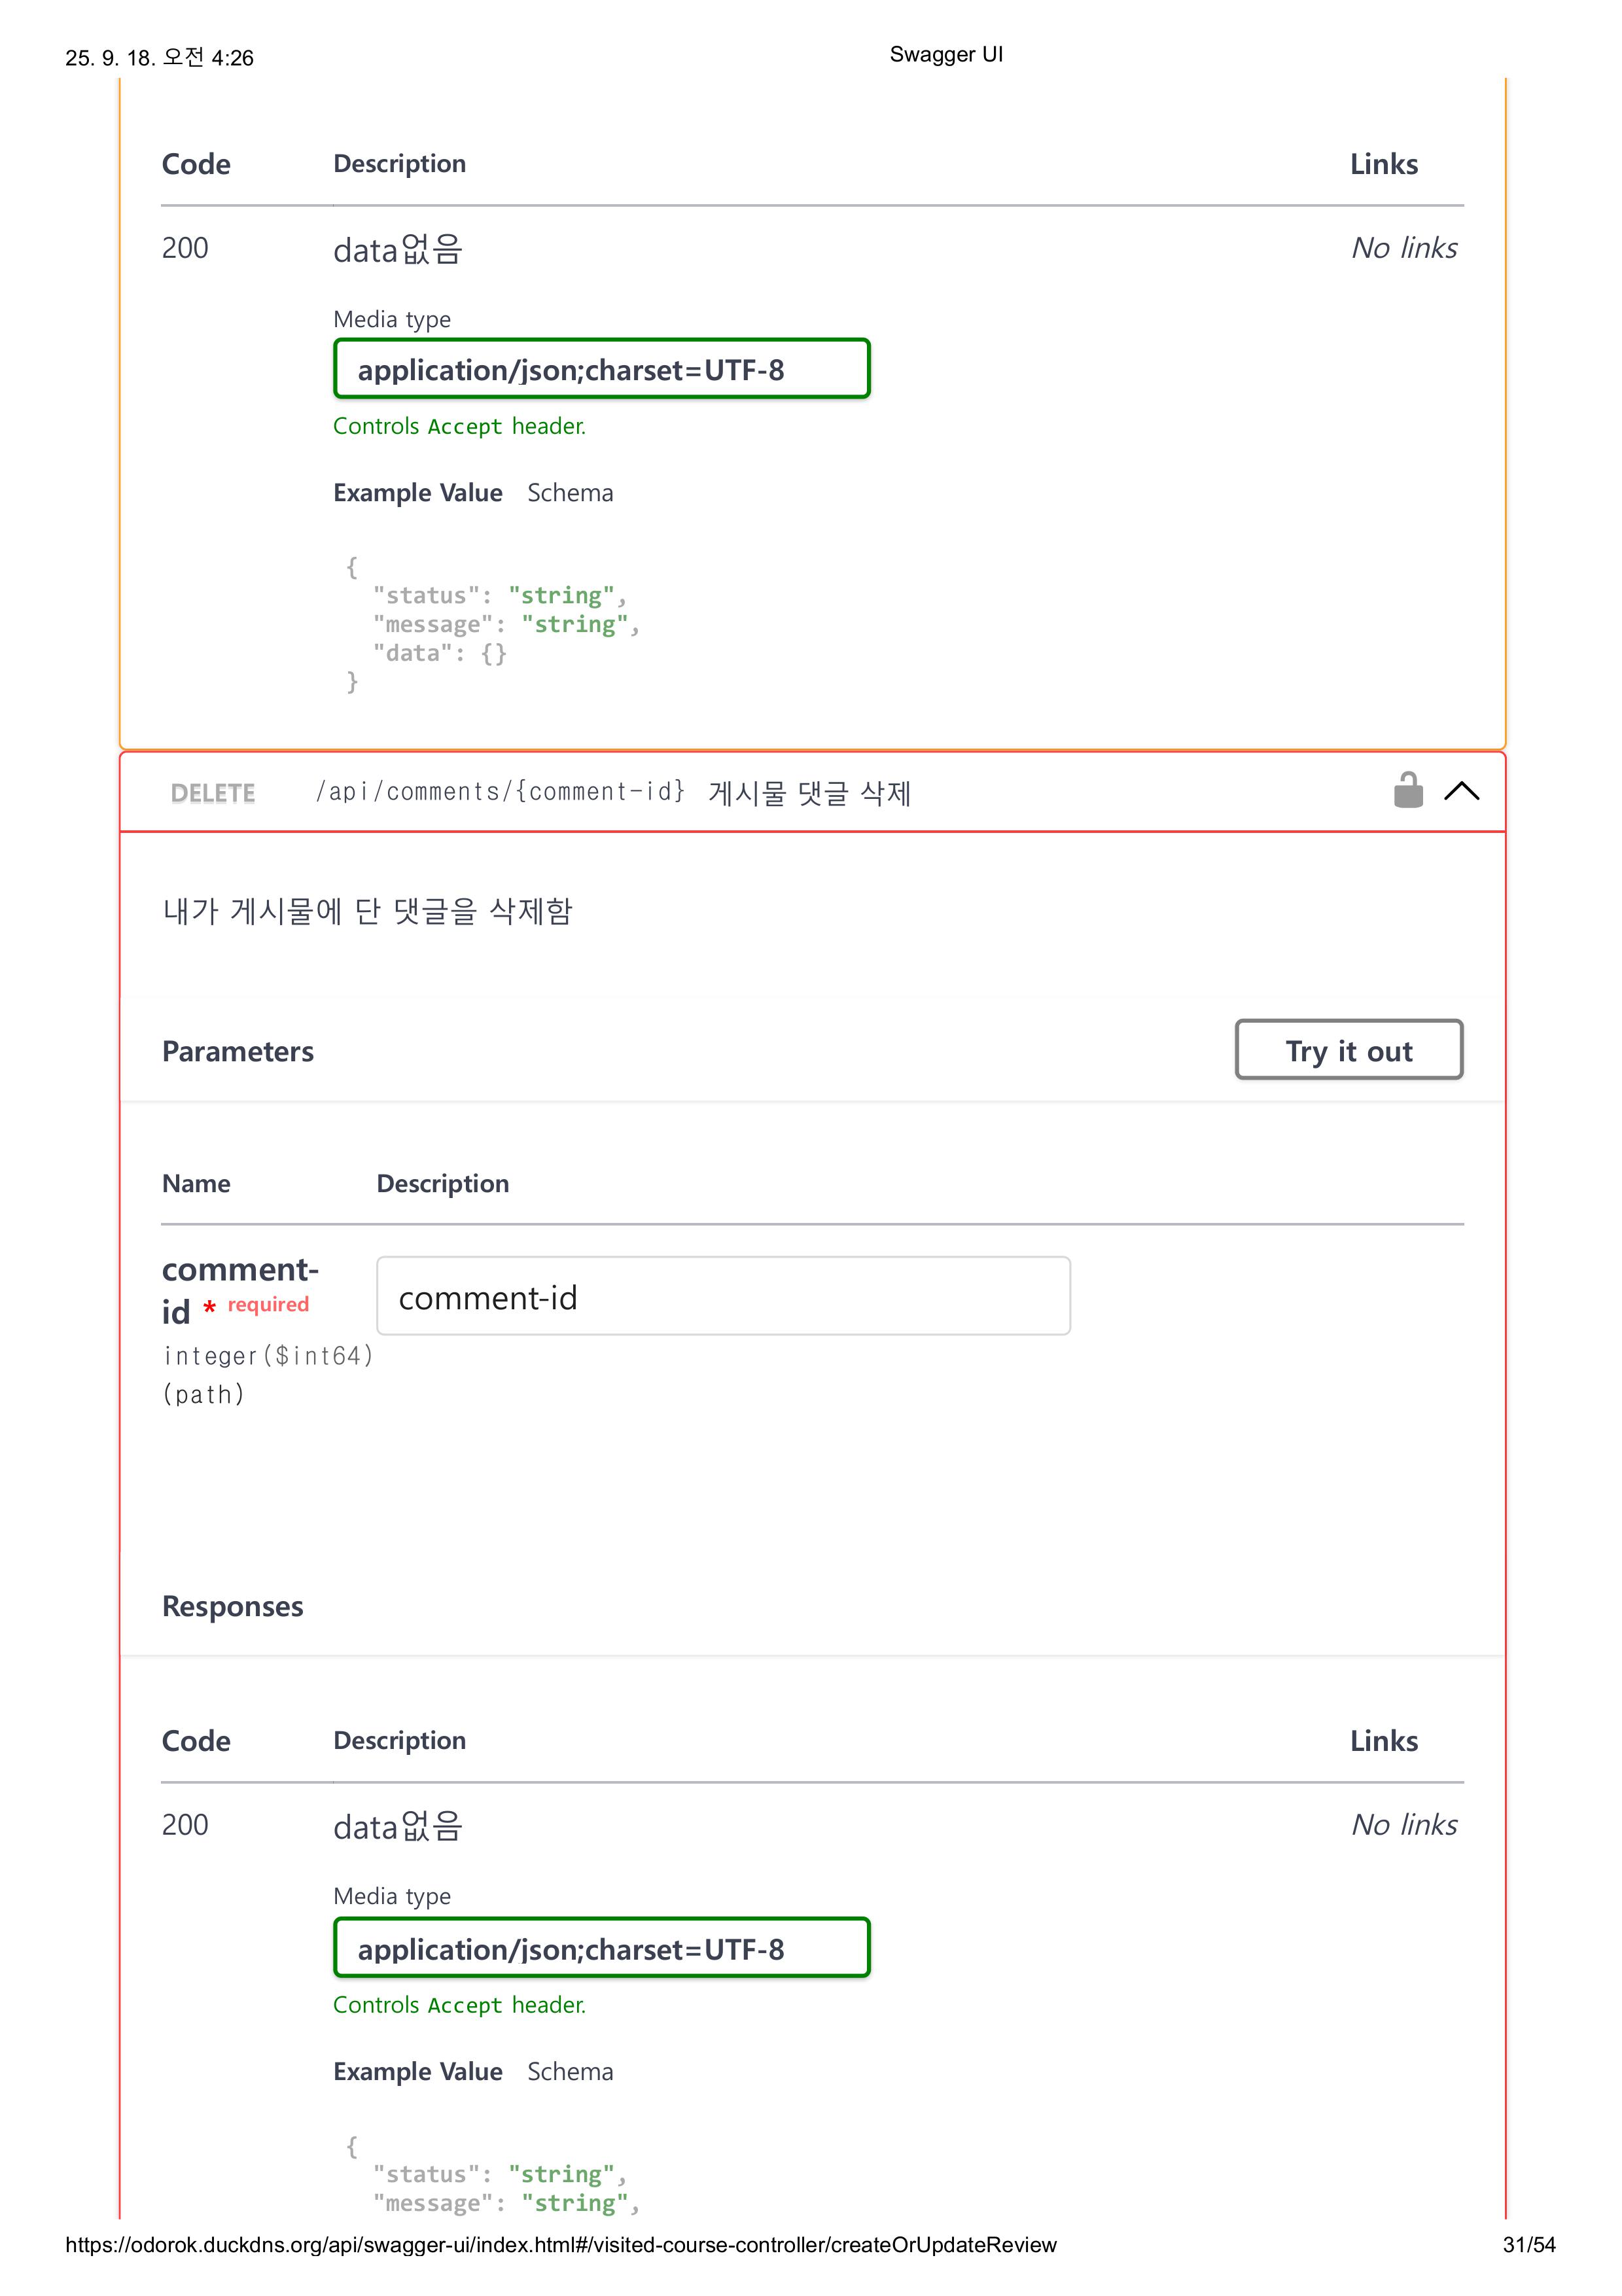 25. 9. 18. 오전 4:26 Swagger UI
Code Description Links
200 data없음 No links
Media type
application/json;charset=UTF-8
Controls Accept header.
Example Value Schema
{
"status": "string",
"message": "string",
"data": {}
}
DELETE /api/comments/{comment-id} 게시물 댓글 삭제
내가 게시물에 단 댓글을 삭제함
Parameters Try it out
Name Description
comment-
id * required comment-id
integer($int64)
(path)
Responses
Code Description Links
200 data없음 No links
Media type
application/json;charset=UTF-8
Controls Accept header.
Example Value Schema
{
"status": "string",
"message": "string",
https://odorok.duckdns.org/api/swagger-ui/index.html#/visited-course-controller/createOrUpdateReview 31/54